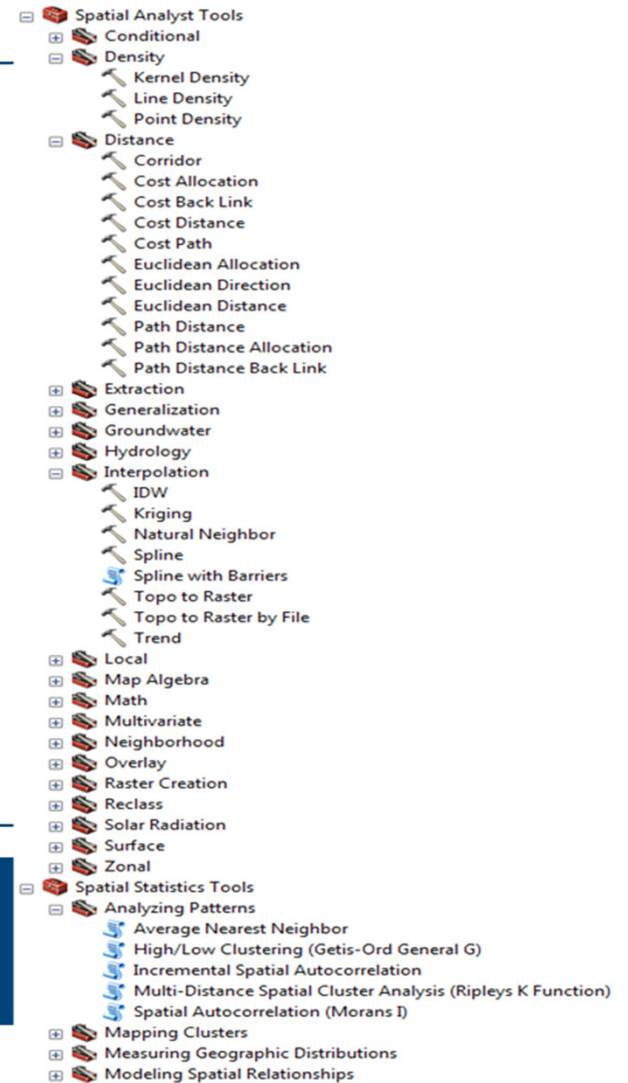 Spatial Analyst Tools
Conditional
Density
Kernel Density
Line Density
Point Density
Distance
Corridor
Cost Allocation
Cost Back Link
Cost Distance
Cost Path
Euclidean Allocation
Euclidean Direction
Euclidean Distance
Path Distance
Path Distance Allocation
Path Distance Back Link
Extraction
Generalization
Groundwater
Hydrology
Interpolation
IDW
Kriging
Natural Neighbor
Spline
Spline with Barriers
Topo to Raster
Topo to Raster by File
Trend
Local
Map Algebra
Math
Multivariate
Neighborhood
Overlay
Raster Creation
Reclass
Solar Radiation
Surface
Zonal
Spatial Statistics Tools
Analyzing Patterns
Average Nearest Neighbor
High/Low Clustering (Getis-Ord General G)
Incremental Spatial Autocorrelation
Multi-Distance Spatial Cluster Analysis (Ripleys K Function)
Spatial Autocorrelation (Morans I)
Mapping Clusters
Measuring Geographic Distributions
Modeling Spatial Relationships